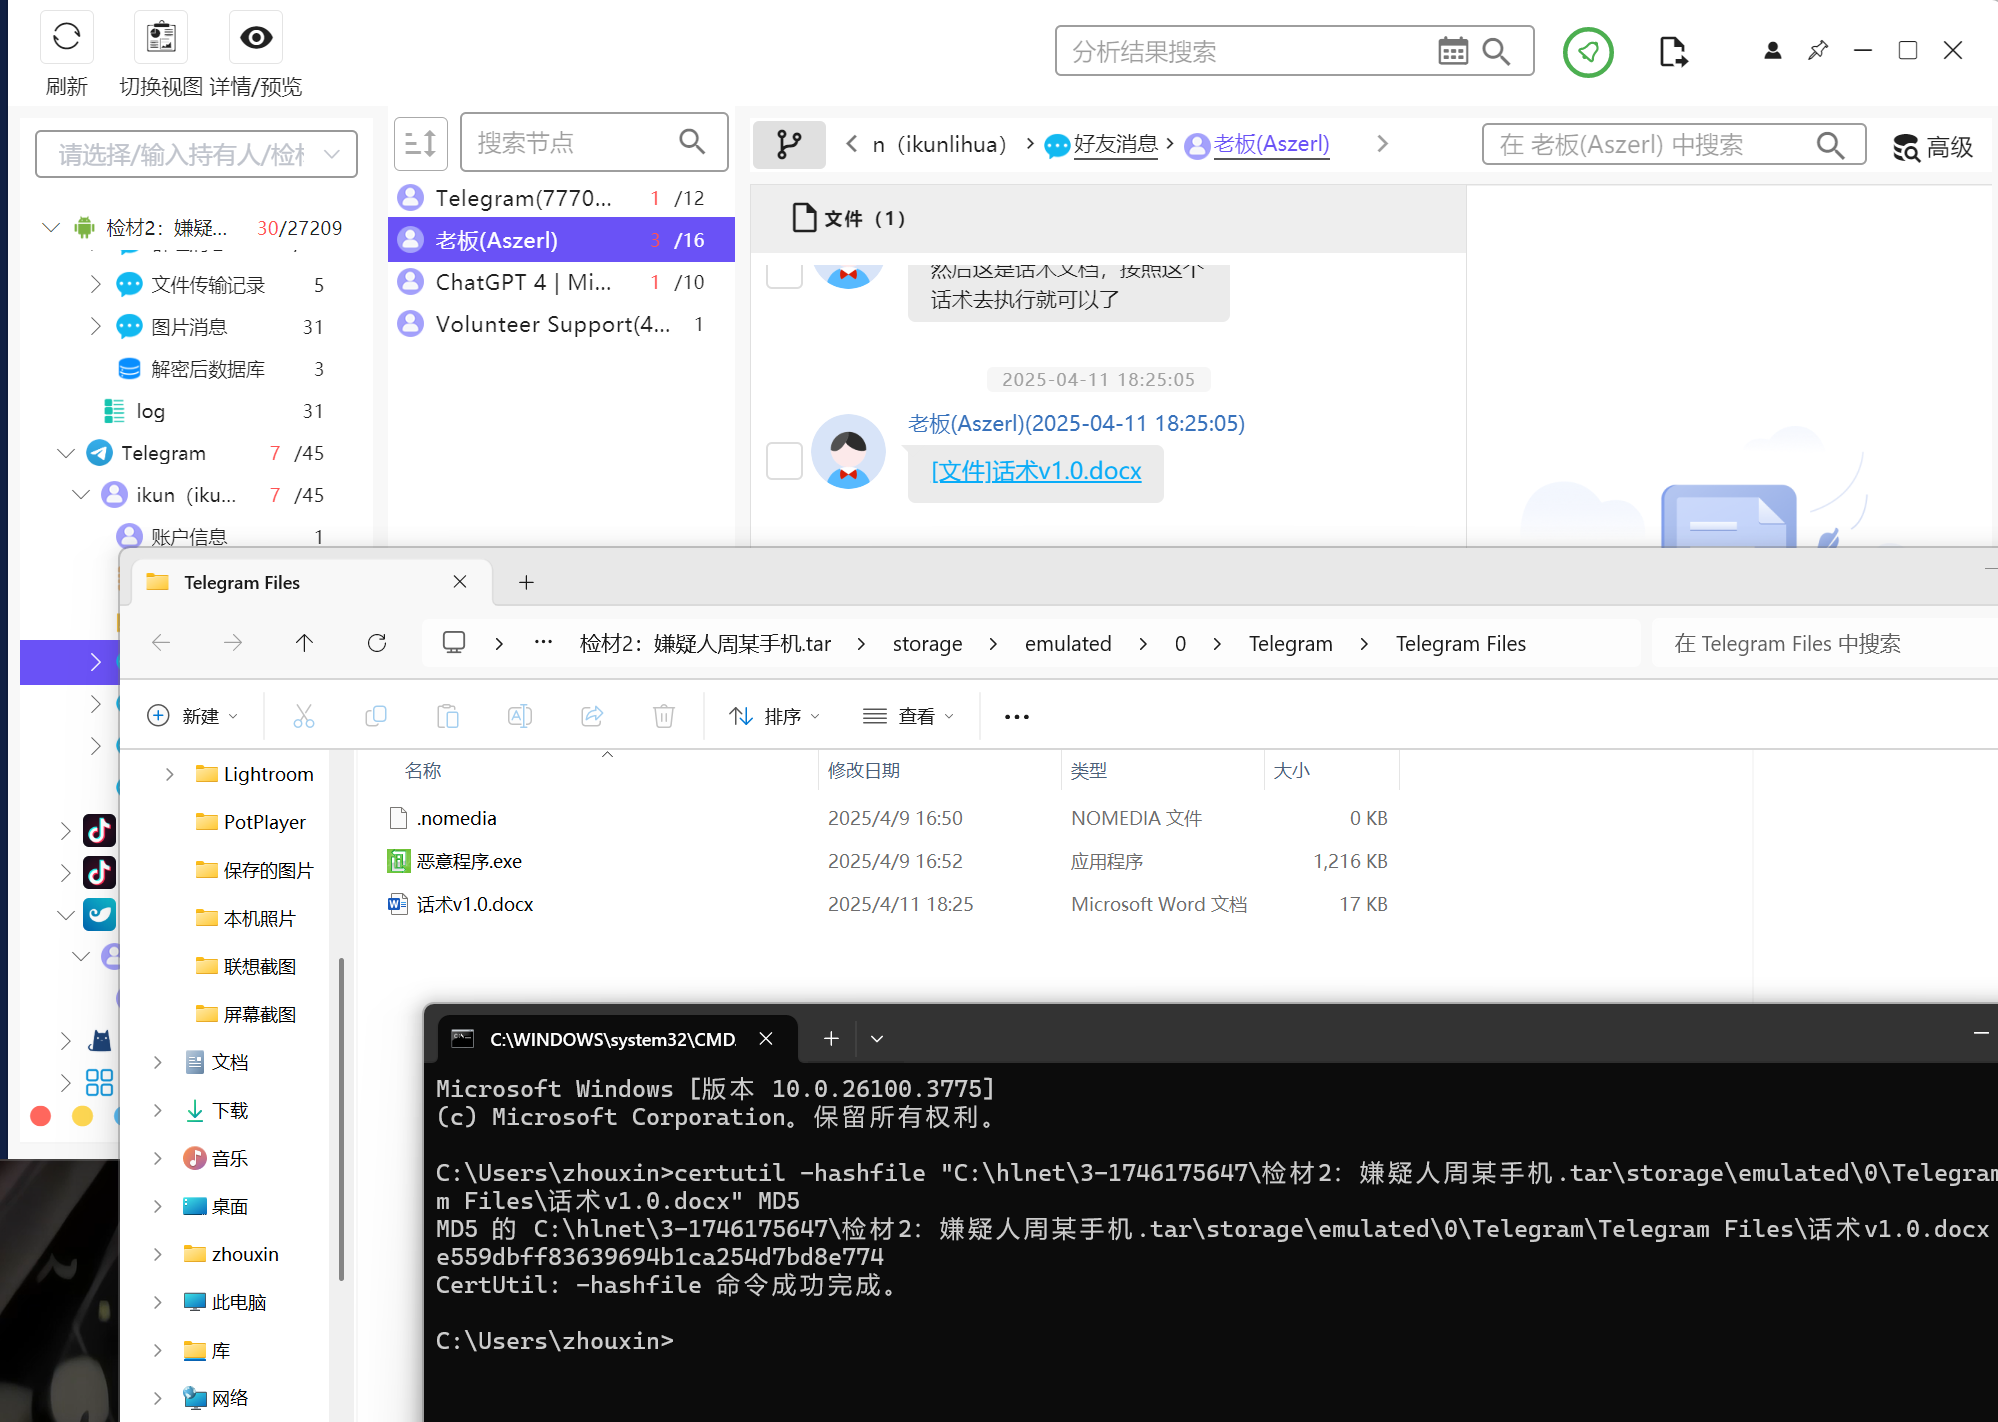 刷新
切换视图
详情/预览
分析结果搜索
请选择/输入持有人/检材
检材2：嫌疑... 30/27209
文件传输记录 5
图片消息 31
解密后数据库 3
log 31
Telegram 7 /45
ikun（iku... 7 /45
账户信息 1
搜索节点
Telegram(7770... 1 /12
老板(Aszerl) 3 /16
ChatGPT 4 | Mi... 1 /10
Volunteer Support(4... 1
n（ikunlihua） 好友消息 老板(Aszerl)
在 老板(Aszerl) 中搜索
高级
文件（1）
然后这是话术文档，按照这个
话术去执行就可以了
2025-04-11 18:25:05
老板(Aszerl)(2025-04-11 18:25:05)
[文件]话术v1.0.docx
Telegram Files
... 检材2：嫌疑人周某手机.tar > storage > emulated > 0 > Telegram > Telegram Files
在 Telegram Files 中搜索
新建
排序
查看
Lightroom
PotPlayer
保存的图片
本机照片
联想截图
屏幕截图
文档
下载
音乐
桌面
zhouxin
此电脑
库
网络
名称 修改日期 类型 大小
.nomedia 2025/4/9 16:50 NOMEDIA 文件 0 KB
恶意程序.exe 2025/4/9 16:52 应用程序 1,216 KB
话术v1.0.docx 2025/4/11 18:25 Microsoft Word 文档 17 KB
C:\WINDOWS\system32\CMD.
Microsoft Windows [版本 10.0.26100.3775]
(c) Microsoft Corporation。保留所有权利。
C:\Users\zhouxin>certutil -hashfile "C:\hlnet\3-1746175647\检材2：嫌疑人周某手机.tar\storage\emulated\0\Telegram
m Files\话术v1.0.docx" MD5
MD5 的 C:\hlnet\3-1746175647\检材2：嫌疑人周某手机.tar\storage\emulated\0\Telegram\Telegram Files\话术v1.0.docx
e559dbff83639694b1ca254d7bd8e774
CertUtil: -hashfile 命令成功完成。
C:\Users\zhouxin>